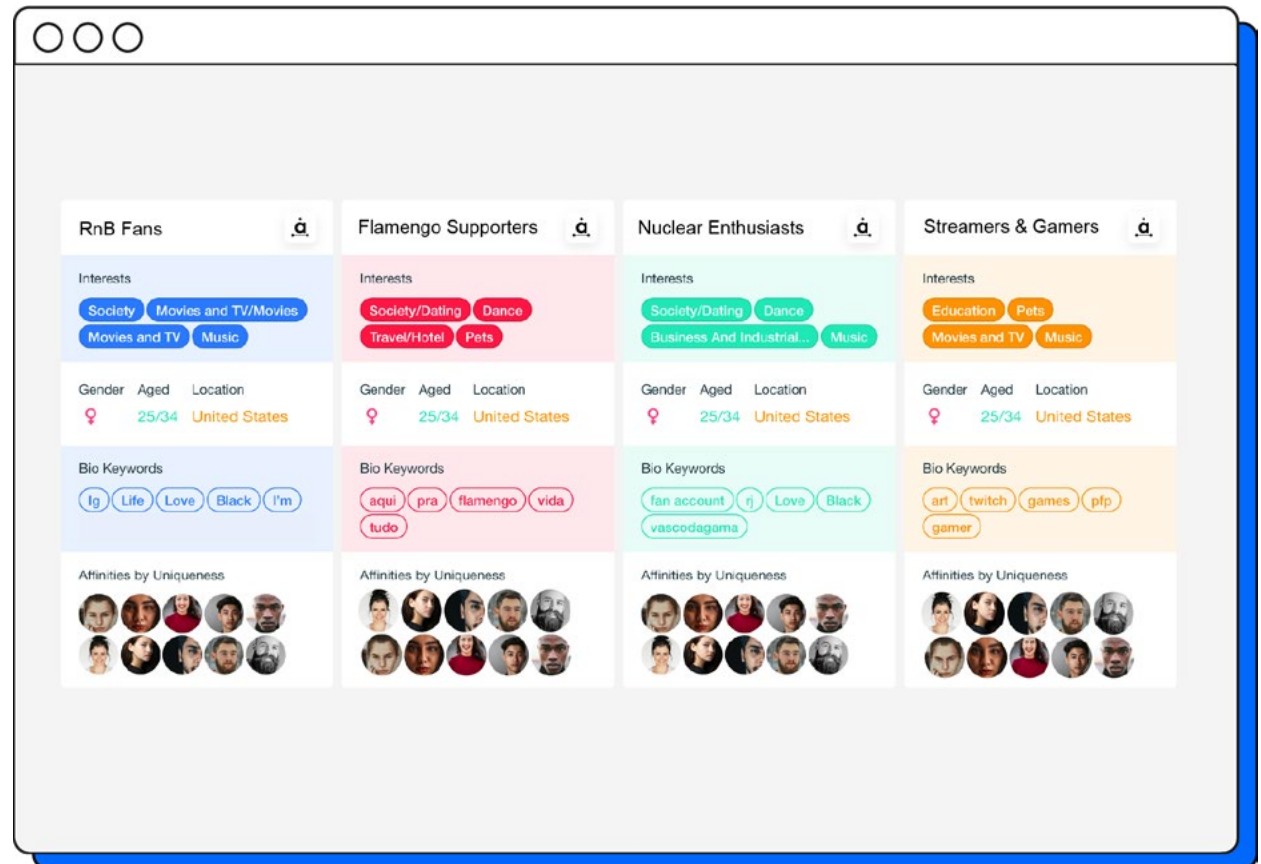 RnB Fans
Interests
Society Movies and TV/Movies
Movies and TV Music
Gender Aged Location
25/34 United States
Bio Keywords
Ig Life Love Black I'm
Affinities by Uniqueness
Flamengo Supporters
Interests
Society/Dating Dance
Travel/Hotel Pets
Gender Aged Location
25/34 United States
Bio Keywords
aqui pra flamengo vida
tudo
Affinities by Uniqueness
Nuclear Enthusiasts
Interests
Society/Dating Dance
Business And Industrial... Music
Gender Aged Location
25/34 United States
Bio Keywords
fan account rj Love Black
vascodagama
Affinities by Uniqueness
Streamers & Gamers
Interests
Education Pets
Movies and TV Music
Gender Aged Location
25/34 United States
Bio Keywords
art twitch games pfp
gamer
Affinities by Uniqueness